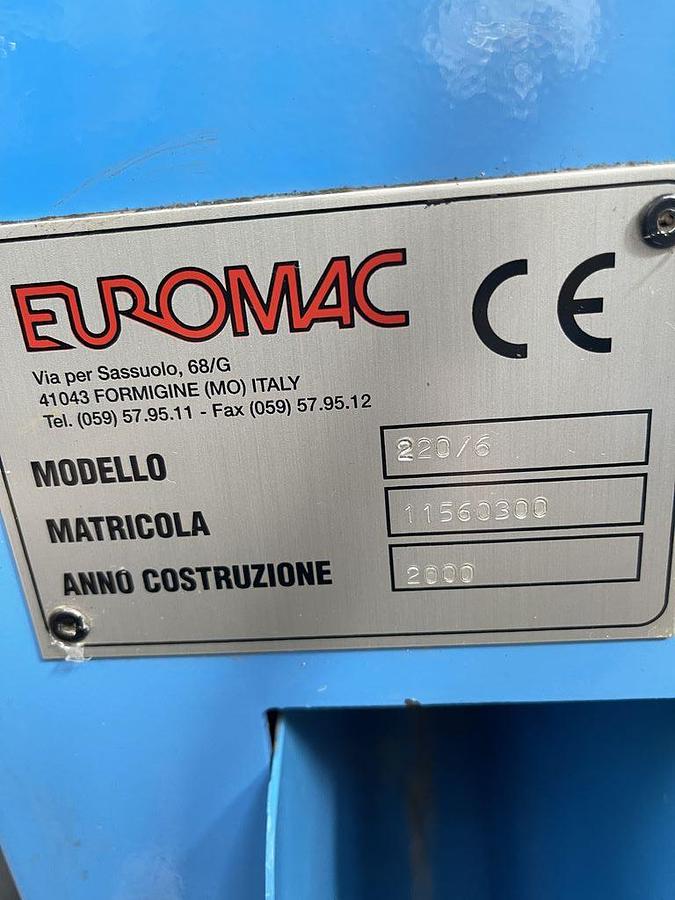 EUROMAC CE
Via per Sassuolo, 68/G
41043 FORMIGINE (MO) ITALY
Tel. (059) 57.95.11 - Fax (059) 57.95.12
MODELLO 220/6
MATRICOLA 11560300
ANNO COSTRUZIONE 2000